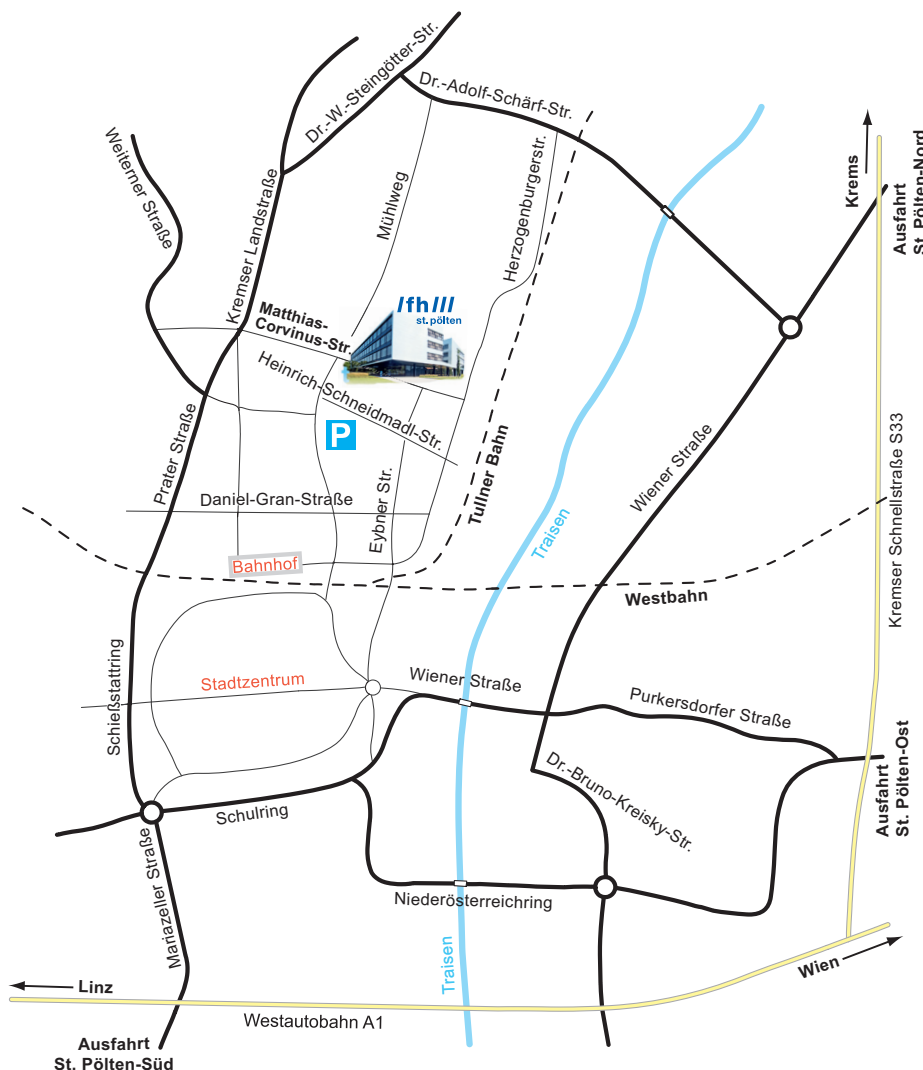 Dr.-W.-Steingötter-Str.
Dr.-Adolf-Schärf-Str.
Weiterner Straße
Kremser Landstraße
Mühlweg
Herzogenburgerstr.
Krems
Ausfahrt
St. Pölten-Nord
Matthias-
Corvinus-Str.
/fh///
st.pölten
Heinrich-Schneidmadl-Str.
P
Prater Straße
Daniel-Gran-Straße
Eybner Str.
Tullner Bahn
Traisen
Wiener Straße
Kremser Schnellstraße S33
Bahnhof
Westbahn
Schießstattring
Stadtzentrum
Wiener Straße
Purkersdorfer Straße
Dr.-Bruno-Kreisky-Str.
Ausfahrt
St. Pölten-Ost
Schulring
Mariazeller Straße
Niederösterreichring
Traisen
Wien
Linz
Westautobahn A1
Ausfahrt
St. Pölten-Süd